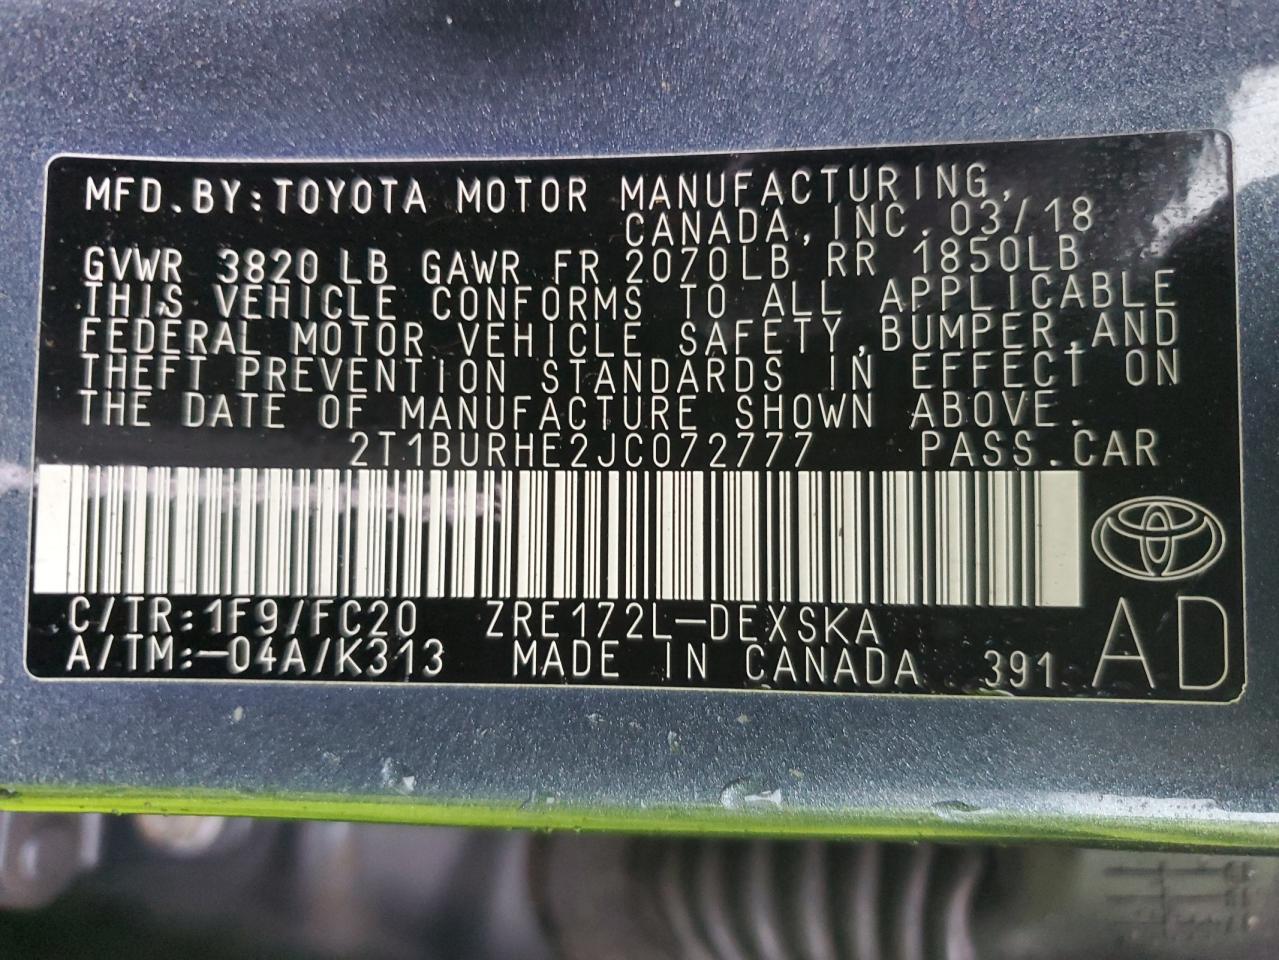 MFD.BY:TOYOTA MOTOR MANUFACTURING,
CANADA,INC.03/18
GVWR 3820LB GAWR FR 2070LB RR 1850LB
THIS VEHICLE CONFORMS TO ALL APPLICABLE
FEDERAL MOTOR VEHICLE SAFETY,BUMPER,AND
THEFT PREVENTION STANDARDS IN EFFECT ON
THE DATE OF MANUFACTURE SHOWN ABOVE.
2T1BURHE2JC072777 PASS.CAR
C/TR:1F9/FC20 ZRE172L-DEXSKA
A/TM:-04A/K313 MADE IN CANADA 391 AD